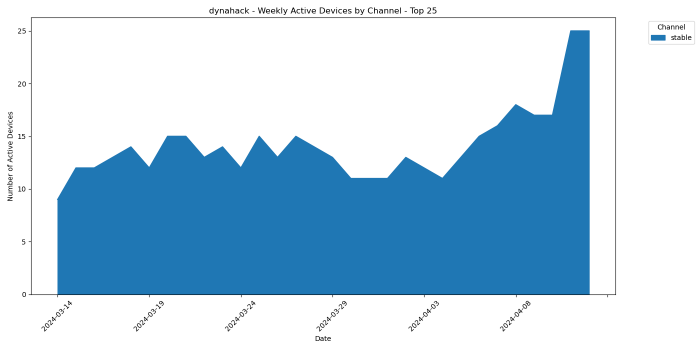 dynahack - Weekly Active Devices by Channel - Top 25
Channel
stable
Number of Active Devices
25
20
15
10
5
0
2024-03-14
2024-03-19
2024-03-24
2024-03-29
2024-04-03
2024-04-08
Date